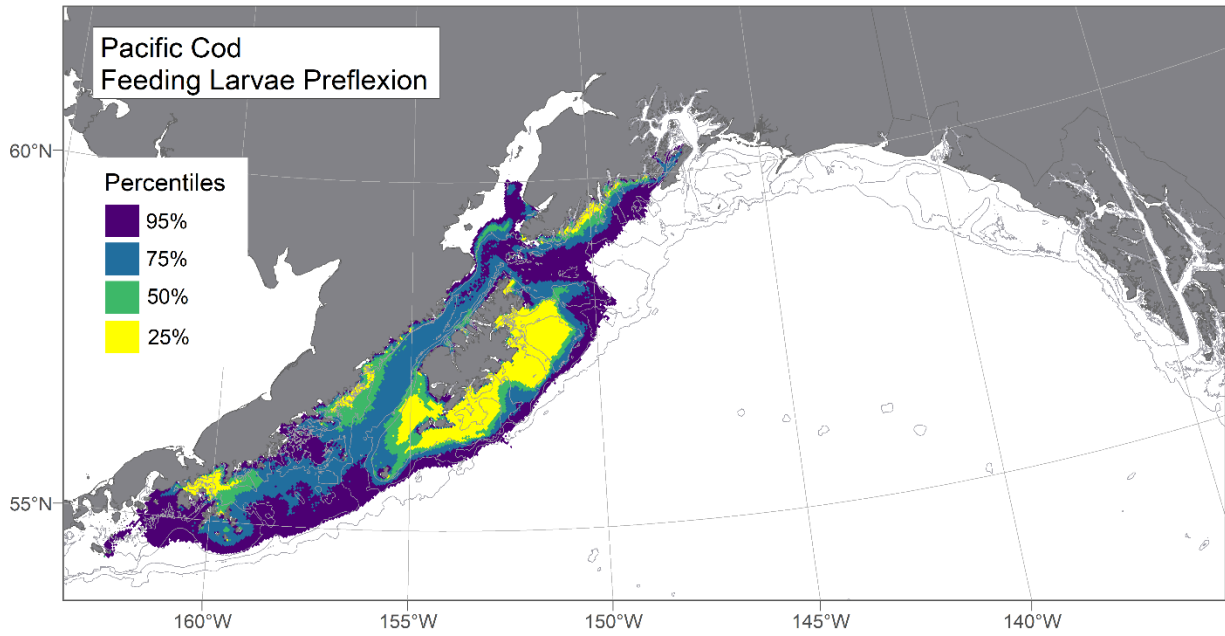 Pacific Cod
Feeding Larvae Preflexion
60°N
Percentiles
95%
75%
50%
25%
55°N
160°W
155°W
150°W
145°W
140°W